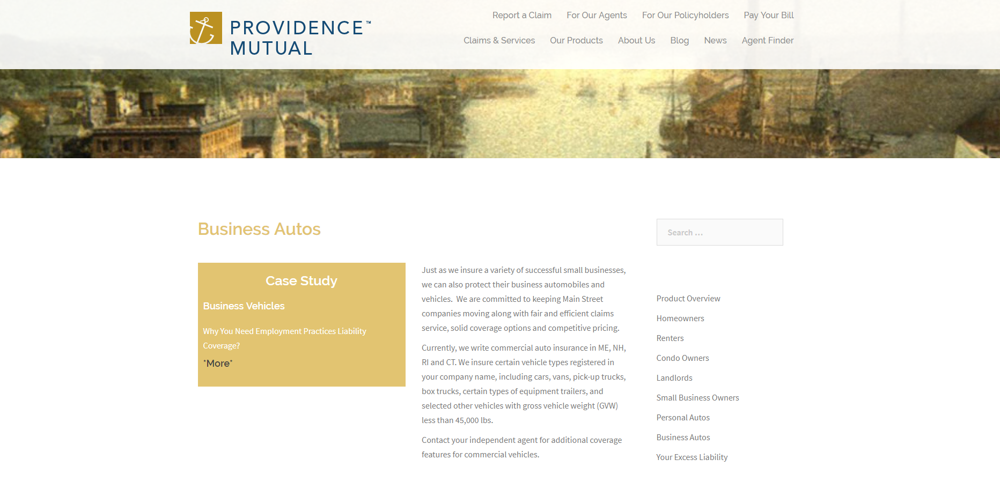 PROVIDENCE™
MUTUAL
Report a Claim For Our Agents For Our Policyholders Pay Your Bill
Claims & Services Our Products About Us Blog News Agent Finder
Business Autos
Case Study
Business Vehicles
Why You Need Employment Practices Liability
Coverage?
*More*
Just as we insure a variety of successful small businesses,
we can also protect their business automobiles and
vehicles.  We are committed to keeping Main Street
companies moving along with fair and efficient claims
service, solid coverage options and competitive pricing.
Currently, we write commercial auto insurance in ME, NH,
RI and CT. We insure certain vehicle types registered in
your company name, including cars, vans, pick-up trucks,
box trucks, certain types of equipment trailers, and
selected other vehicles with gross vehicle weight (GVW)
less than 45,000 lbs.
Contact your independent agent for additional coverage
features for commercial vehicles.
Search …
Product Overview
Homeowners
Renters
Condo Owners
Landlords
Small Business Owners
Personal Autos
Business Autos
Your Excess Liability